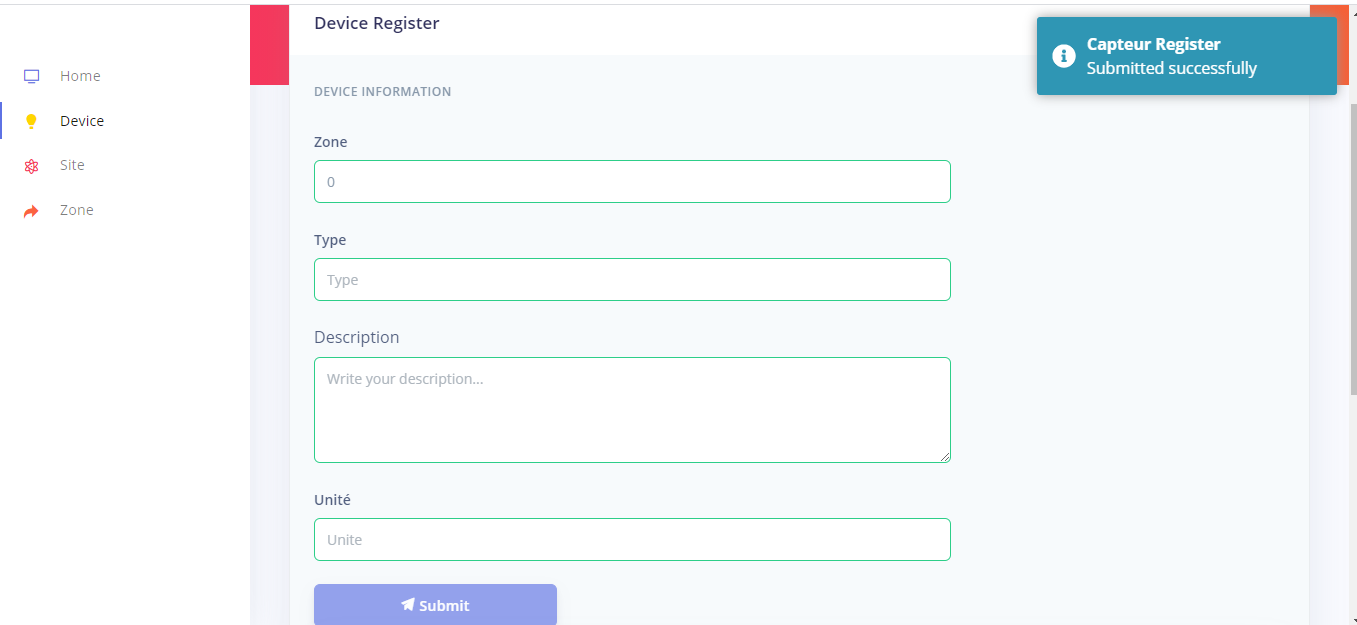 Device Register
Capteur Register
Submitted successfully
Home
Device
Site
Zone
DEVICE INFORMATION
Zone
0
Type
Type
Description
Write your description...
Unité
Unite
Submit